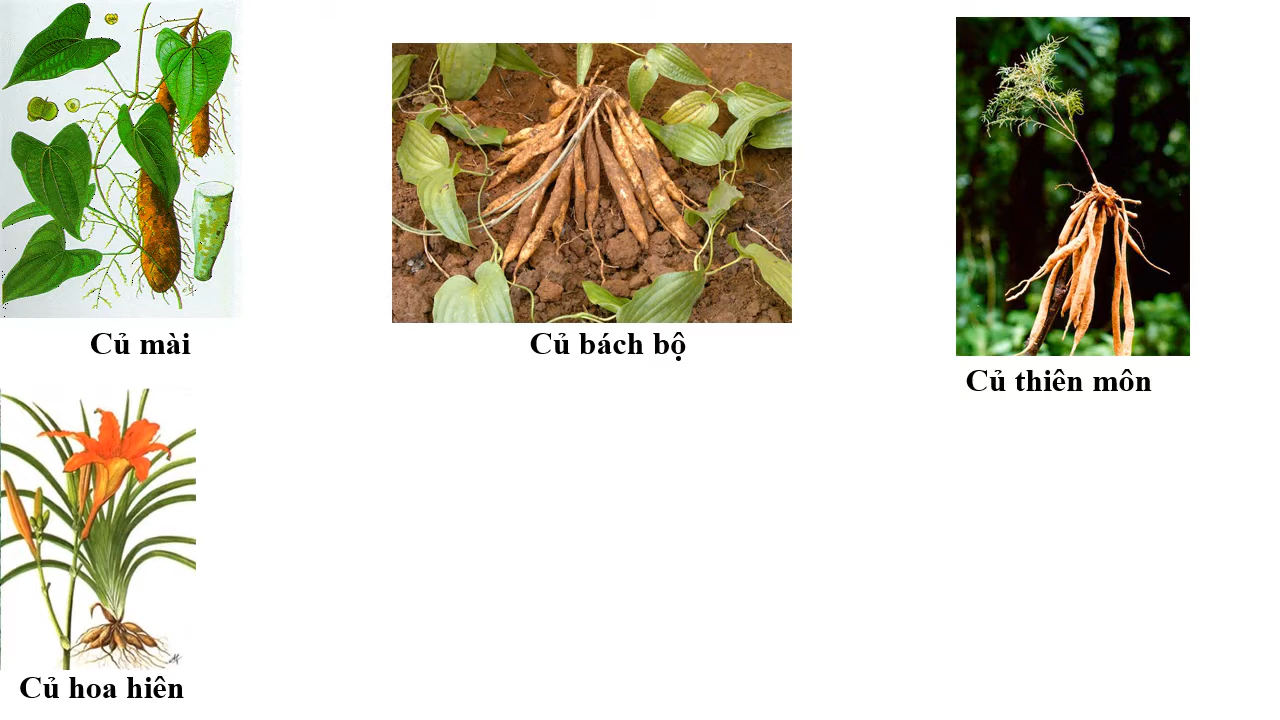 Củ mài
Củ bách bộ
Củ thiên môn
Củ hoa hiên